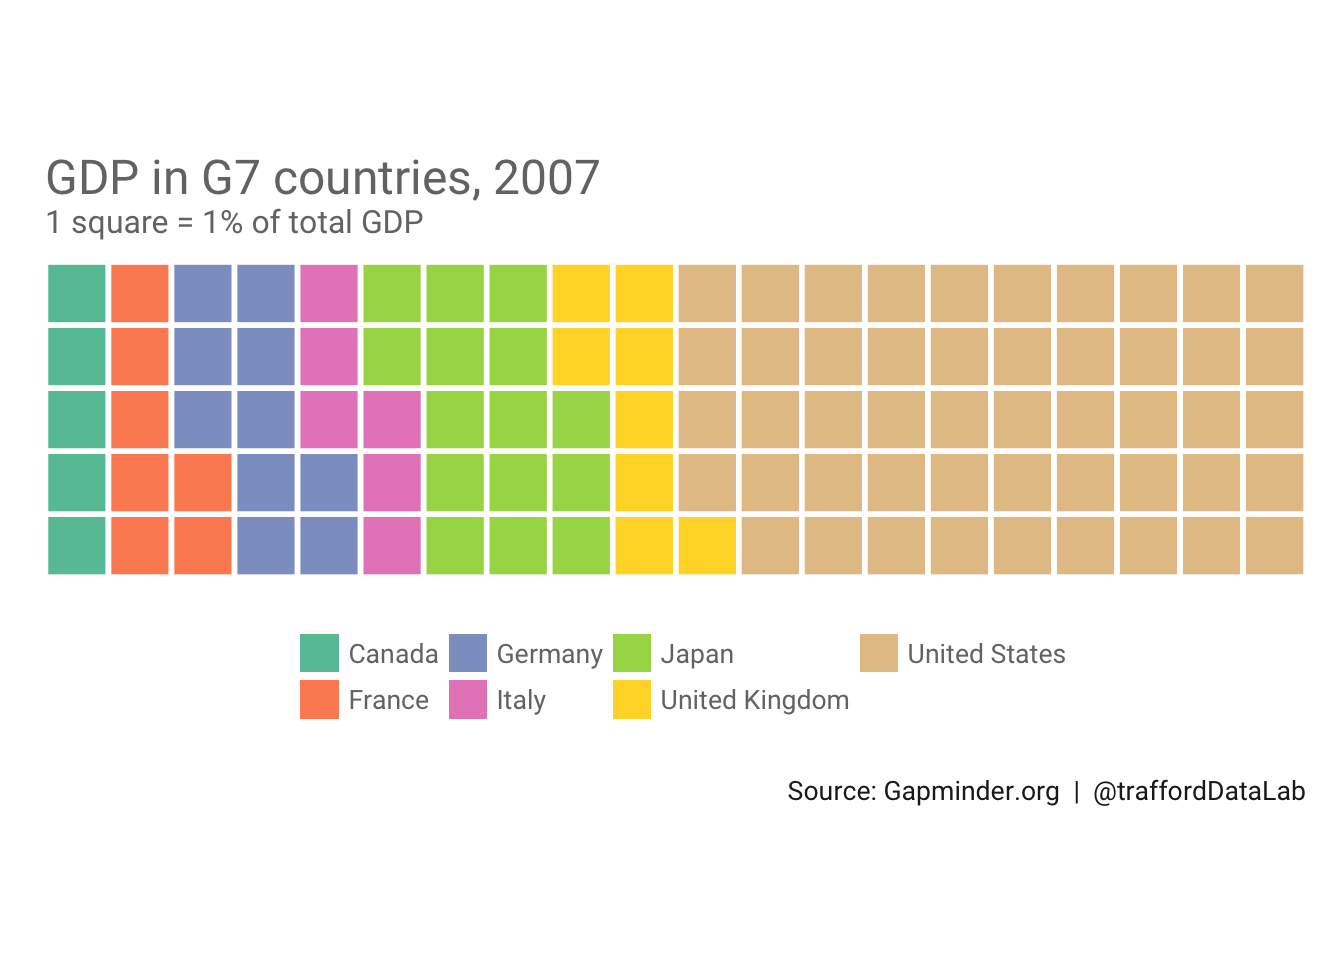 GDP in G7 countries, 2007
1 square = 1% of total GDP
Canada Germany Japan United States
France Italy United Kingdom
Source: Gapminder.org | @traffordDataLab